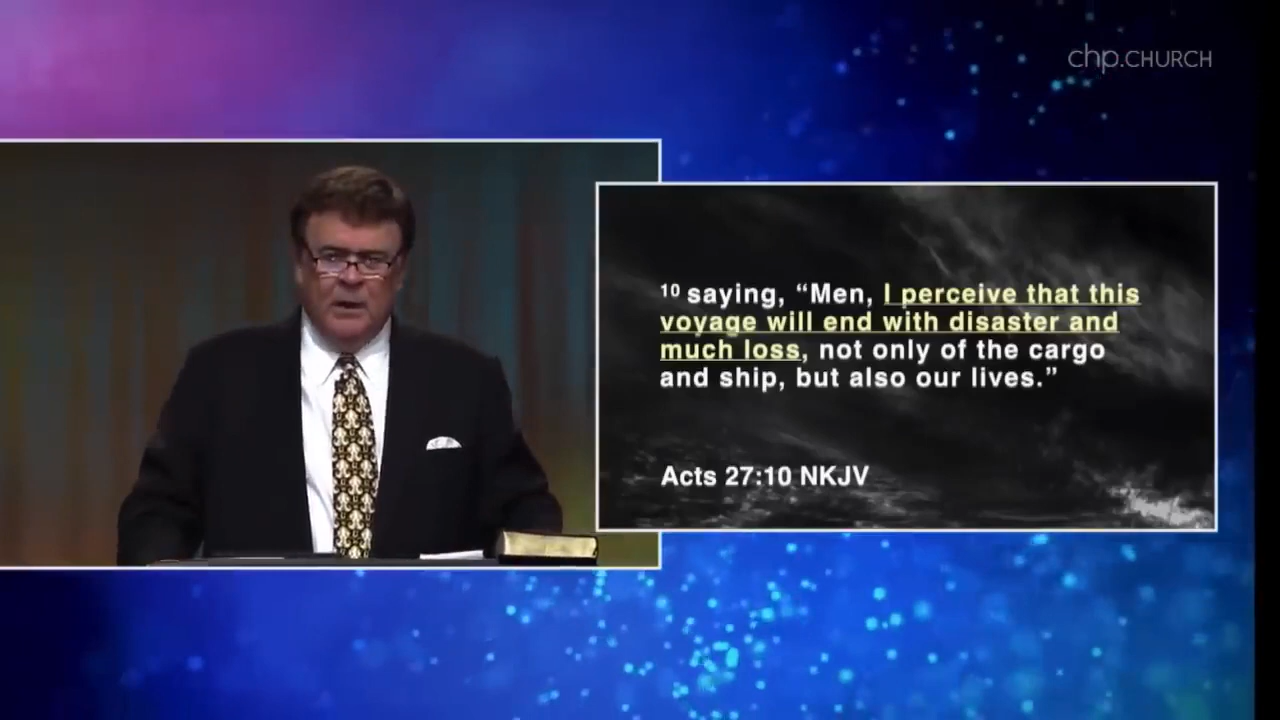 chp.CHURCH
10 saying, “Men, I perceive that this
voyage will end with disaster and
much loss, not only of the cargo
and ship, but also our lives.”
Acts 27:10 NKJV